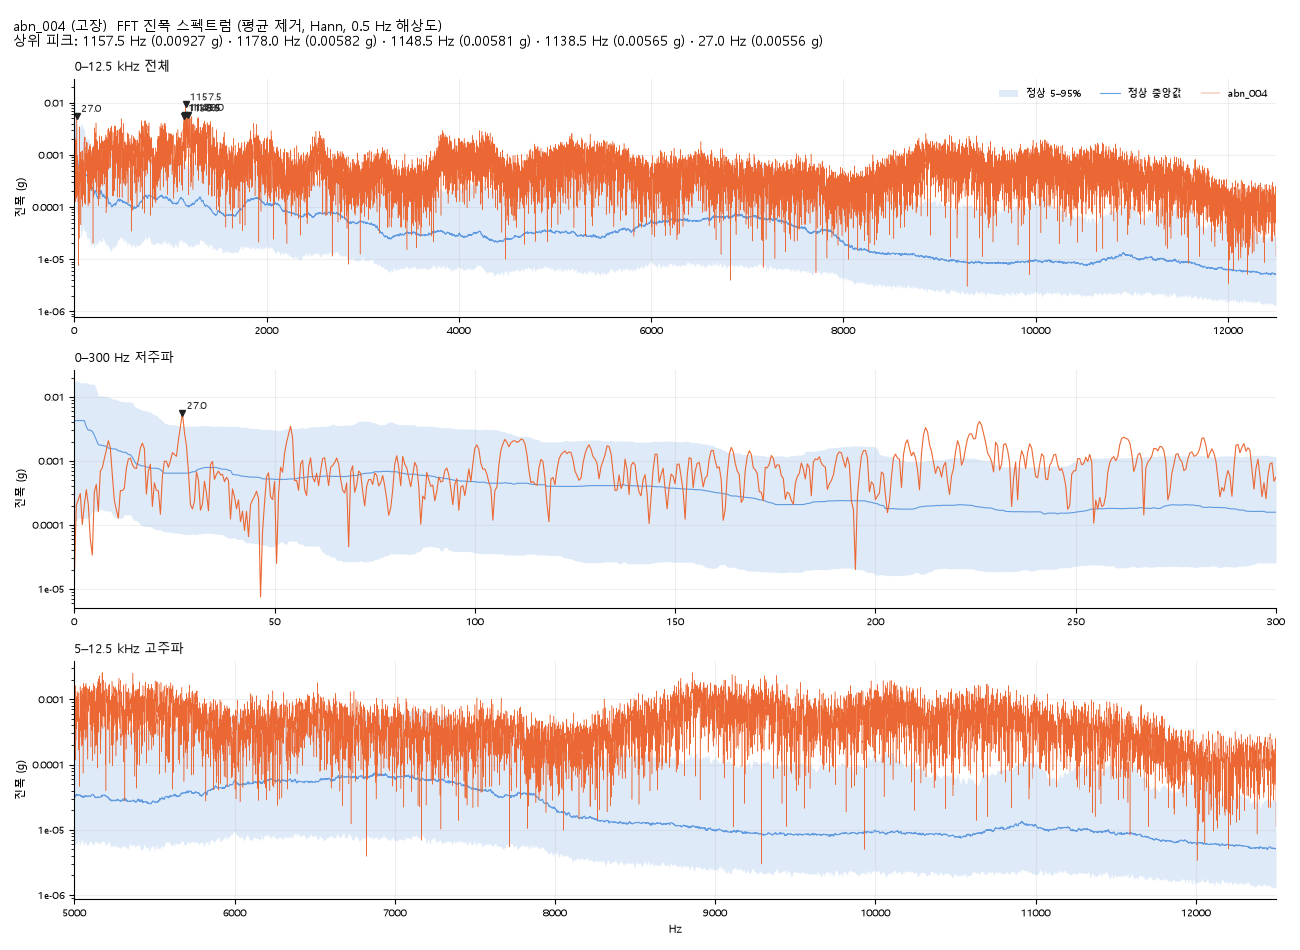 abn_004 (고장)  FFT 진폭 스펙트럼 (평균 제거, Hann, 0.5 Hz 해상도)
상위 피크: 1157.5 Hz (0.00927 g) · 1178.0 Hz (0.00582 g) · 1148.5 Hz (0.00581 g) · 1138.5 Hz (0.00565 g) · 27.0 Hz (0.00556 g)
0–12.5 kHz 전체
정상 5–95% 정상 중앙값 abn_004
27.0
1157.5
진폭 (g)
0.01
0.001
0.0001
1e-05
1e-06
0 2000 4000 6000 8000 10000 12000
0–300 Hz 저주파
27.0
진폭 (g)
0.01
0.001
0.0001
1e-05
0 50 100 150 200 250 300
5–12.5 kHz 고주파
진폭 (g)
0.001
0.0001
1e-05
1e-06
5000 6000 7000 8000 9000 10000 11000 12000
Hz